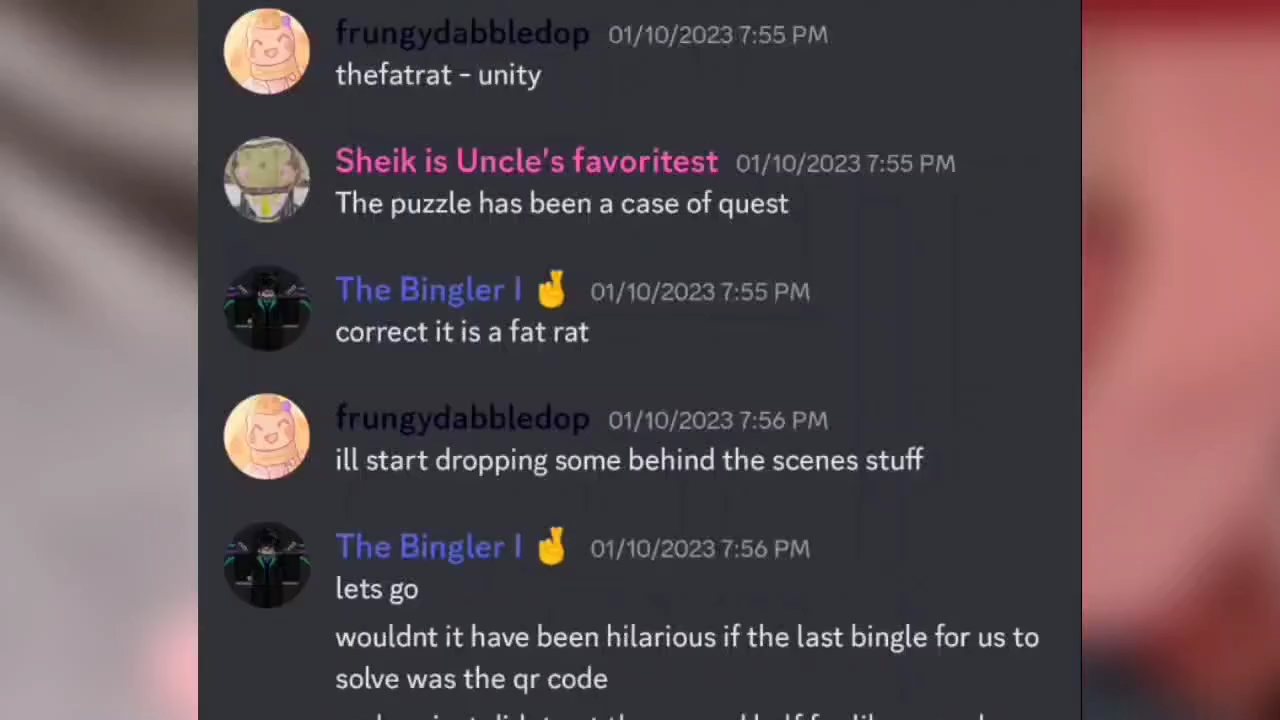 frungydabbledop 01/10/2023 7:55 PM
thefatrat - unity
Sheik is Uncle's favoritest 01/10/2023 7:55 PM
The puzzle has been a case of quest
The Bingler | 🤞 01/10/2023 7:55 PM
correct it is a fat rat
frungydabbledop 01/10/2023 7:56 PM
ill start dropping some behind the scenes stuff
The Bingler | 🤞 01/10/2023 7:56 PM
lets go
wouldnt it have been hilarious if the last bingle for us to
solve was the qr code